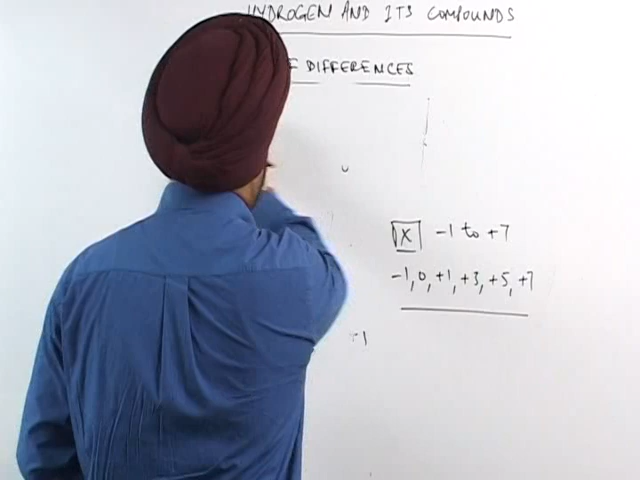 HYDROGEN AND ITS COMPOUNDS
DIFFERENCES
X -1 to +7
-1, 0, +1, +3, +5, +7
+1